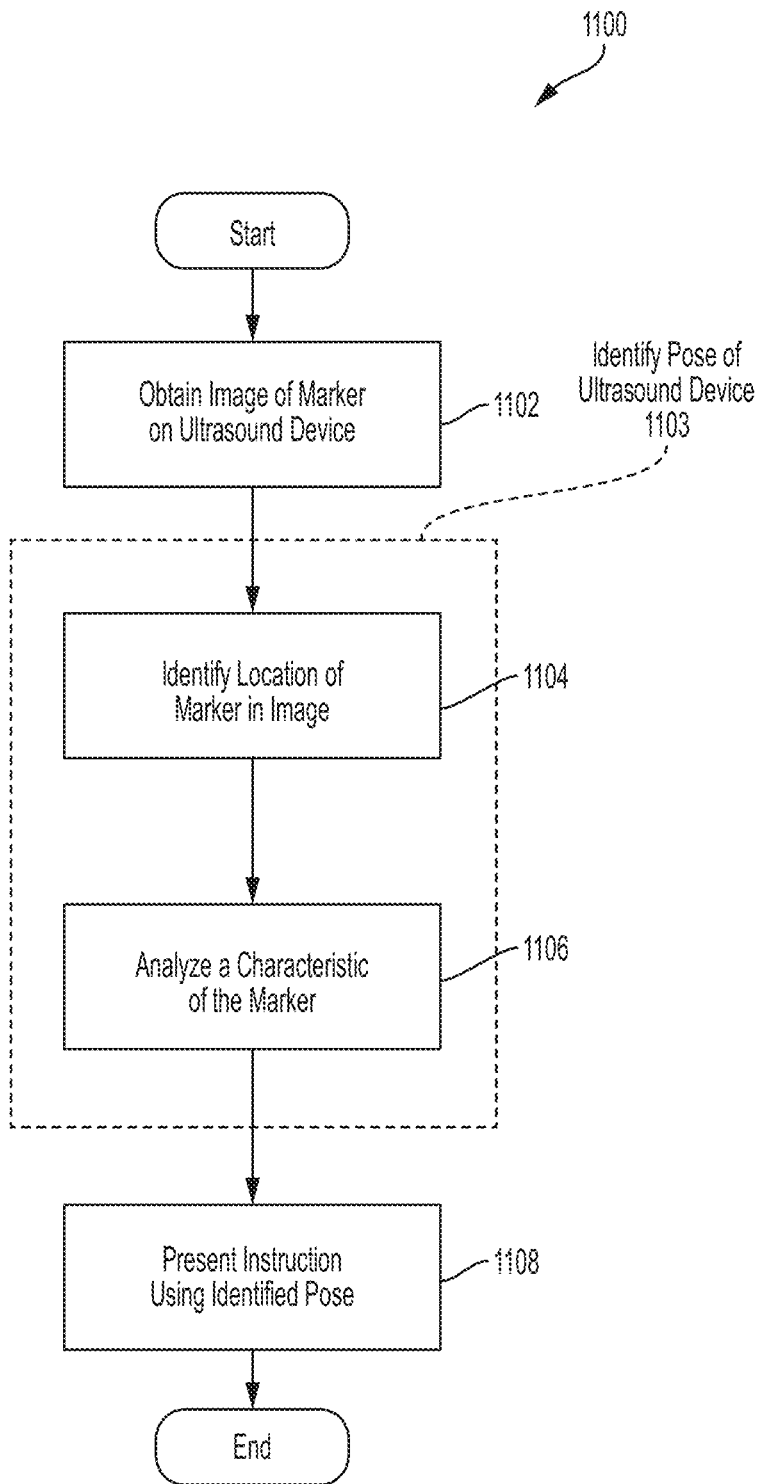 1100
Start
Obtain Image of Marker
on Ultrasound Device
1102
Identify Pose of
Ultrasound Device
1103
Identify Location of
Marker in Image
1104
Analyze a Characteristic
of the Marker
1106
Present Instruction
Using Identified Pose
1108
End